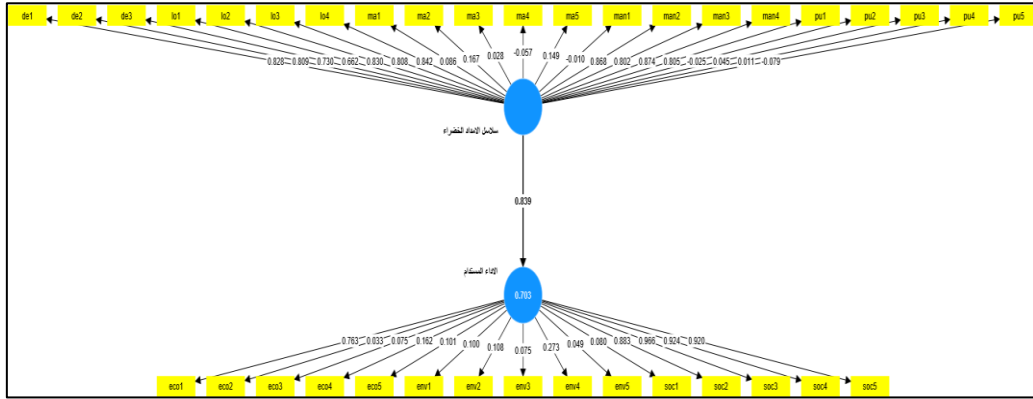 de1 de2 de3 lo1 lo2 lo3 lo4 ma1 ma2 ma3 ma4 ma5 man1 man2 man3 man4 pu1 pu2 pu3 pu4 pu5
0.828 0.809 0.730 0.662 0.830 0.808 0.842 0.086 0.167 0.028 -0.057 0.149 -0.010 0.868 0.802 0.874 0.805 -0.025 0.045 0.011 -0.079
سلاسل الامداد الخضراء
0.839
الاداء المستدام
0.703
0.763 0.033 0.075 0.162 0.101 0.100 0.108 0.075 0.273 0.049 0.080 0.883 0.966 0.924 0.920
eco1 eco2 eco3 eco4 eco5 env1 env2 env3 env4 env5 soc1 soc2 soc3 soc4 soc5